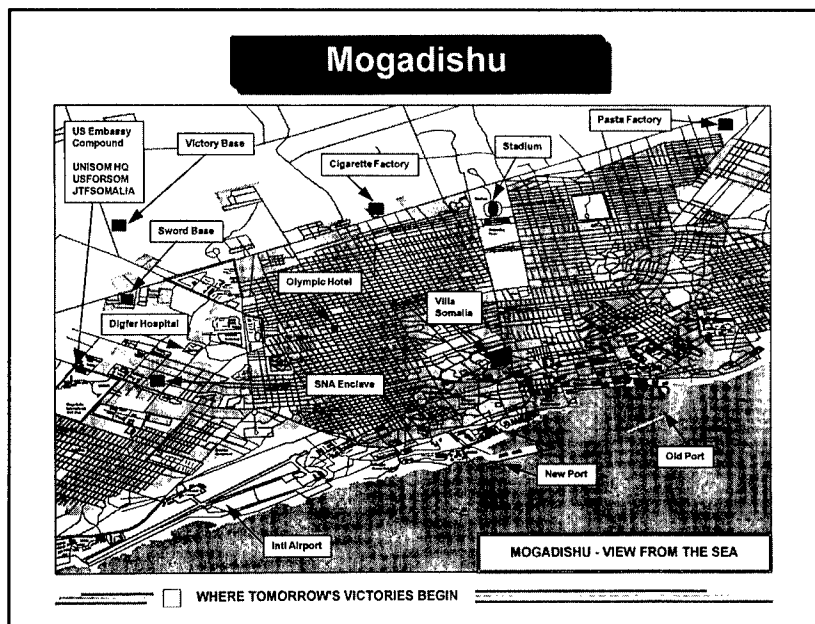 Mogadishu
US Embassy
Compound
UNISOM HQ
USFORSOM
JTFSOMALIA
Victory Base
Cigarette Factory
Stadium
Pasta Factory
Sword Base
Olympic Hotel
Villa
Somalia
Digfer Hospital
SNA Enclave
Old Port
New Port
Intl Airport
MOGADISHU - VIEW FROM THE SEA
WHERE TOMORROW'S VICTORIES BEGIN